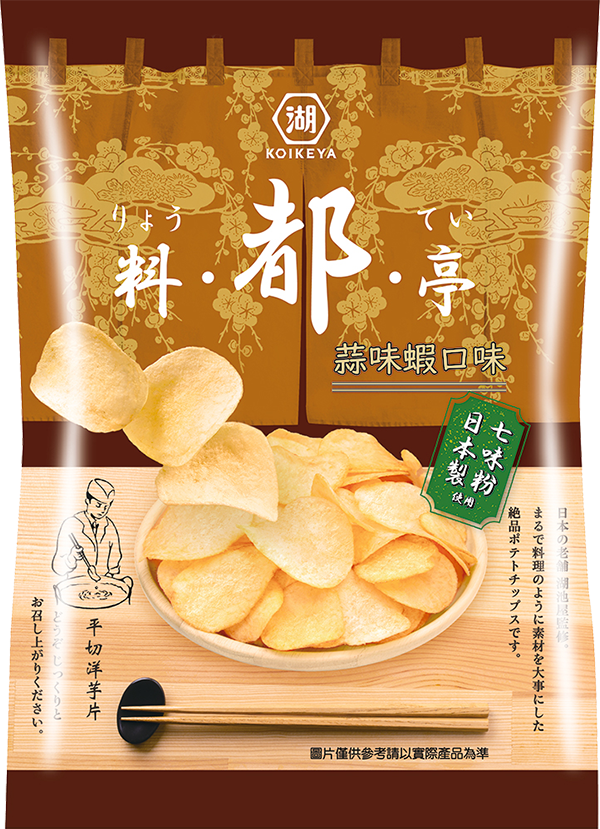 湖
KOIKEYA
りょう
てい
料・都・亭
蒜味蝦口味
七味粉
日本製
使用
日本の老舗 湖池屋監修。
まるで料理のように素材を大事にした
絶品ポテトチップスです。
平切洋芋片
どうぞじっくりと
お召し上がりください。
圖片僅供參考請以實際產品為準